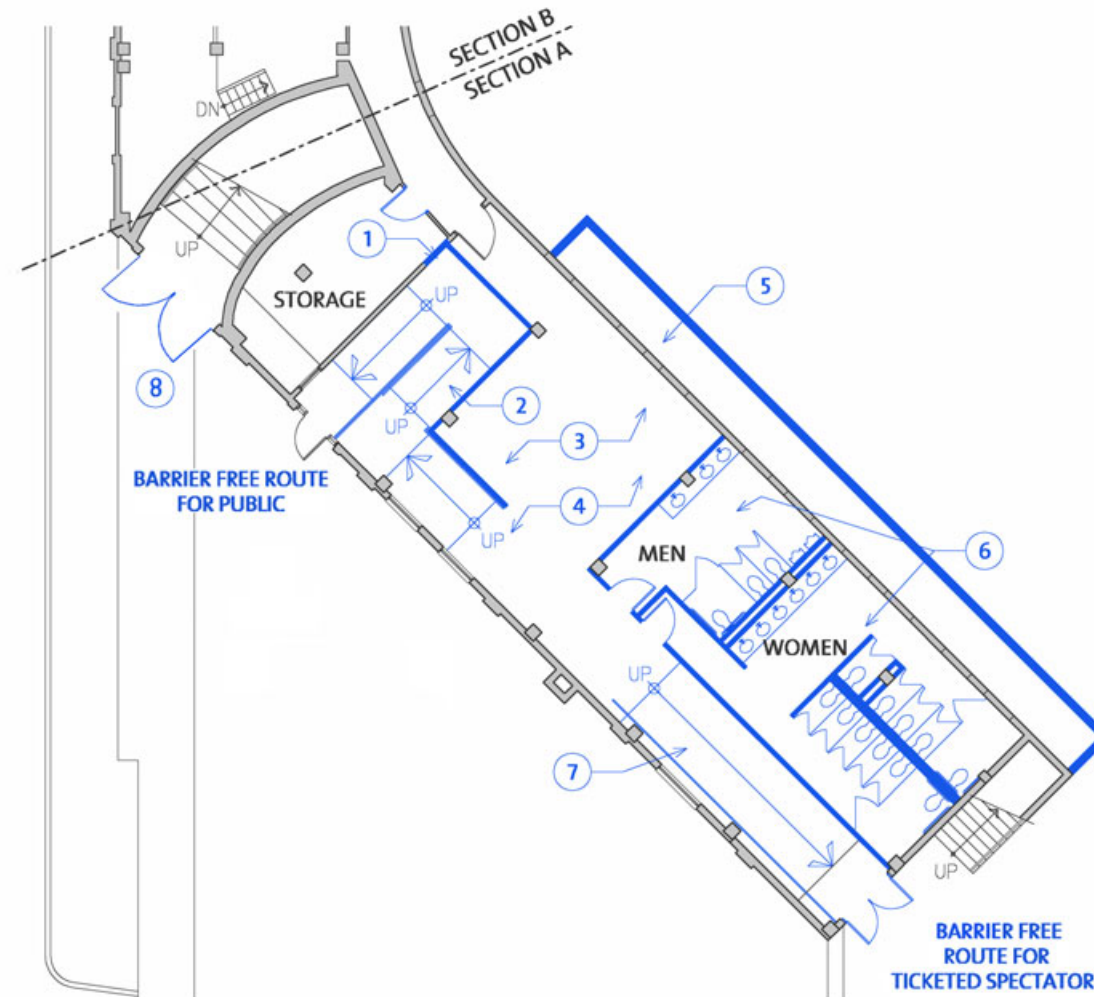 SECTION B
SECTION A
DN
UP
1
UP
STORAGE
5
8
2
UP
3
BARRIER FREE ROUTE
FOR PUBLIC
4
UP
MEN
6
WOMEN
UP
7
UP
BARRIER FREE
ROUTE FOR
TICKETED SPECTATOR